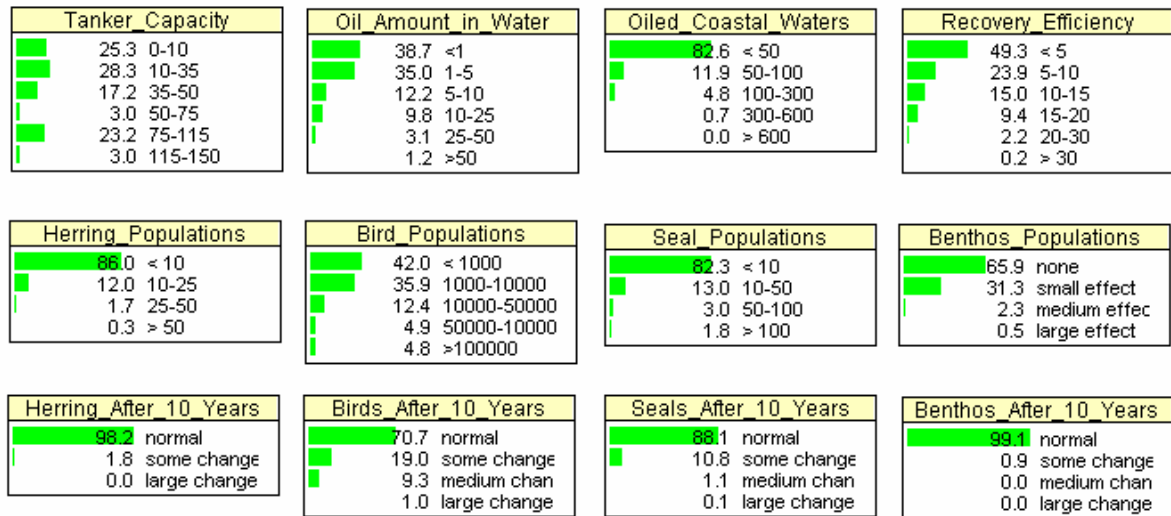 Tanker_Capacity
25.3 0-10
28.3 10-35
17.2 35-50
3.0 50-75
23.2 75-115
3.0 115-150
Oil_Amount_in_Water
38.7 <1
35.0 1-5
12.2 5-10
9.8 10-25
3.1 25-50
1.2 >50
Oiled_Coastal_Waters
82.6 < 50
11.9 50-100
4.8 100-300
0.7 300-600
0.0 > 600
Recovery_Efficiency
49.3 < 5
23.9 5-10
15.0 10-15
9.4 15-20
2.2 20-30
0.2 > 30
Herring_Populations
86.0 < 10
12.0 10-25
1.7 25-50
0.3 > 50
Bird_Populations
42.0 < 1000
35.9 1000-10000
12.4 10000-50000
4.9 50000-10000
4.8 >100000
Seal_Populations
82.3 < 10
13.0 10-50
3.0 50-100
1.8 > 100
Benthos_Populations
65.9 none
31.3 small effect
2.3 medium effec
0.5 large effect
Herring_After_10_Years
98.2 normal
1.8 some change
0.0 large change
Birds_After_10_Years
70.7 normal
19.0 some change
9.3 medium chan
1.0 large change
Seals_After_10_Years
88.1 normal
10.8 some change
1.1 medium chan
0.1 large change
Benthos_After_10_Years
99.1 normal
0.9 some change
0.0 medium chan
0.0 large change